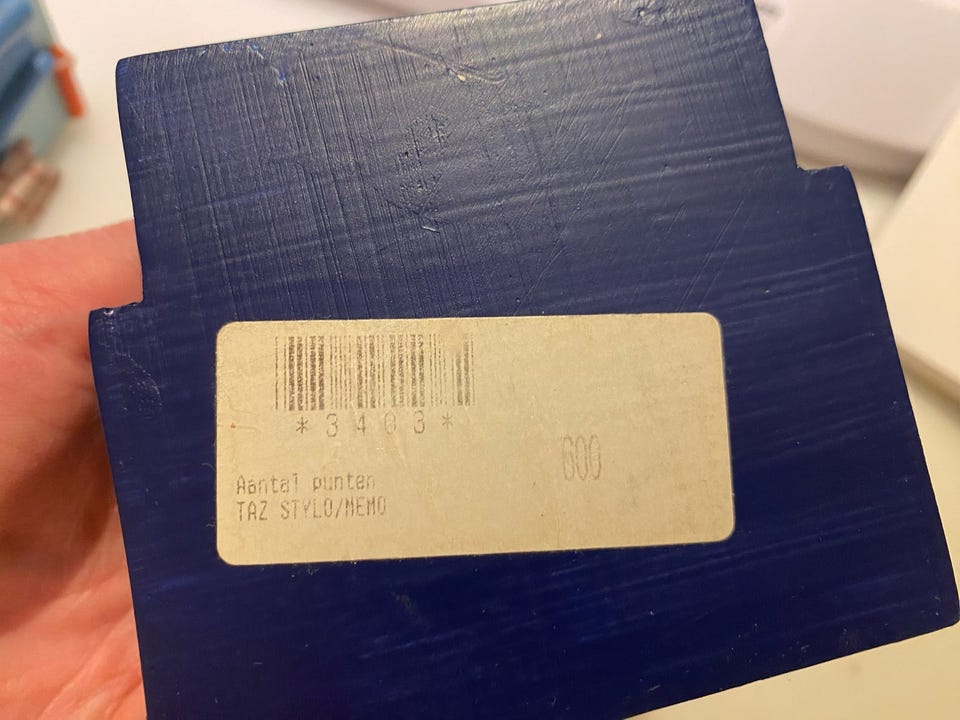 *3403*
600
Aantal punten
TAZ STYLO/MEMO